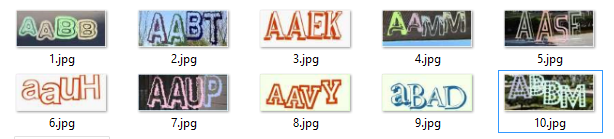 AABB AABT AAEK AAMM AASE
1.jpg 2.jpg 3.jpg 4.jpg 5.jpg
aauH AAUP AAVY aBAD ABBM
6.jpg 7.jpg 8.jpg 9.jpg 10.jpg